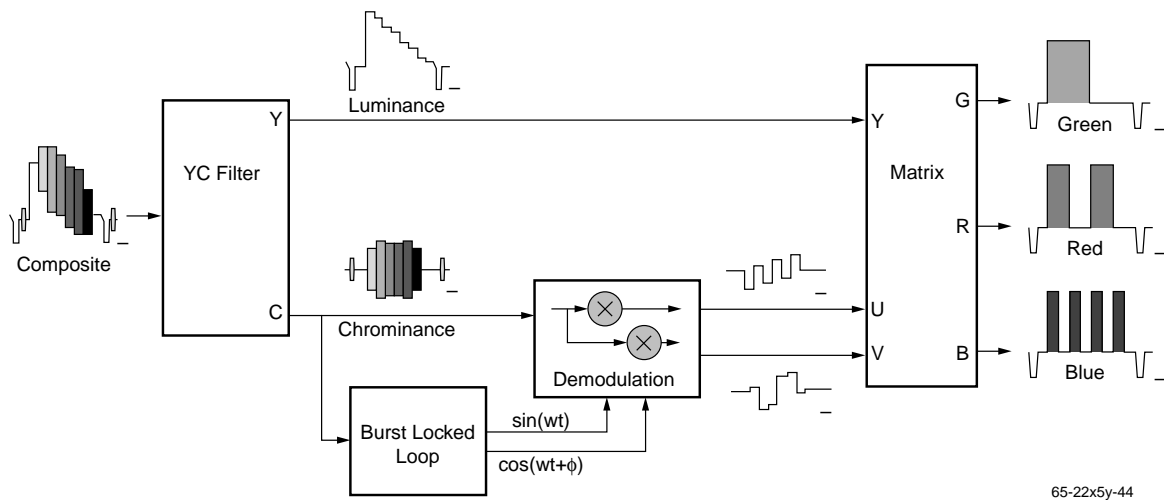 Luminance
Y
YC Filter
C
Composite
Chrominance
Demodulation
Burst Locked
Loop
sin(wt)
cos(wt+ϕ)
Y
G
Matrix
R
U
V
B
Green
Red
Blue
65-22x5y-44